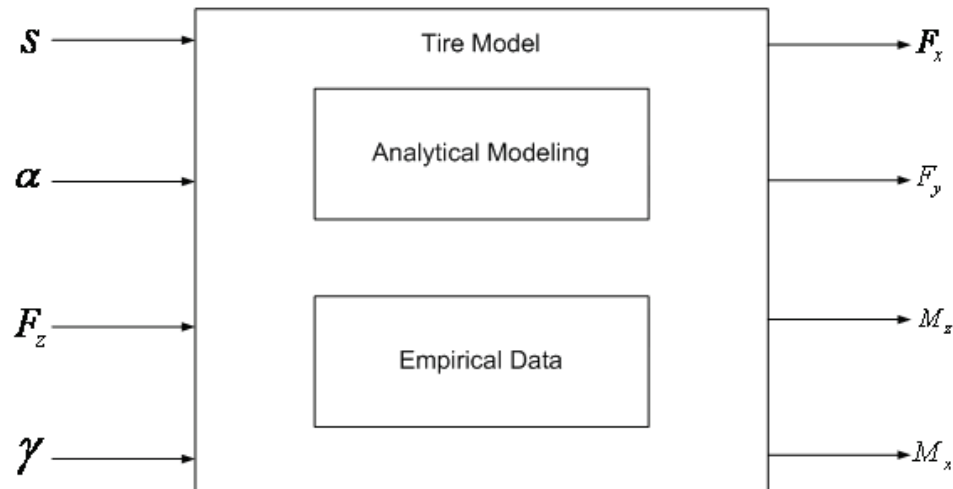 S
Tire Model
F_x
Analytical Modeling
α
F_y
F_z
M_z
Empirical Data
γ
M_x